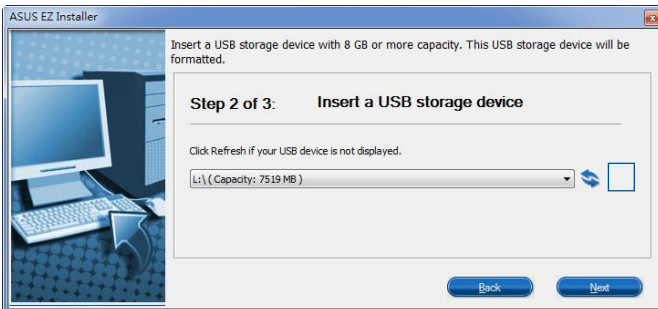 ASUS EZ Installer
Insert a USB storage device with 8 GB or more capacity. This USB storage device will be
formatted.
Step 2 of 3: Insert a USB storage device
Click Refresh if your USB device is not displayed.
L:\ ( Capacity: 7519 MB )
Back Next